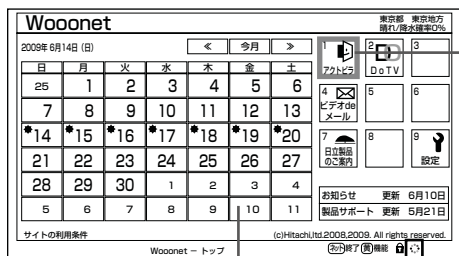 Wooonet
東京都 東京地方
晴れ/降水確率0%
2009年 6月14日 (日)
≪ 今月 ≫
日 月 火 水 木 金 土
25 1 2 3 4 5 6
7 8 9 10 11 12 13
*14 *15 *16 *17 *18 *19 *20
21 22 23 24 25 26 27
28 29 30 1 2 3 4
5 6 7 8 9 10 11
1 アクトビラ
2 DoTV
3
4 ビデオde
メール
5
6
7 日立製品
のご案内
8
9 設定
お知らせ 更新 6月10日
製品サポート 更新 5月21日
サイトの利用条件
(c)Hitachi,ltd.2008,2009. All rights reserved.
Wooonet − トップ
ネット終了 黄機能